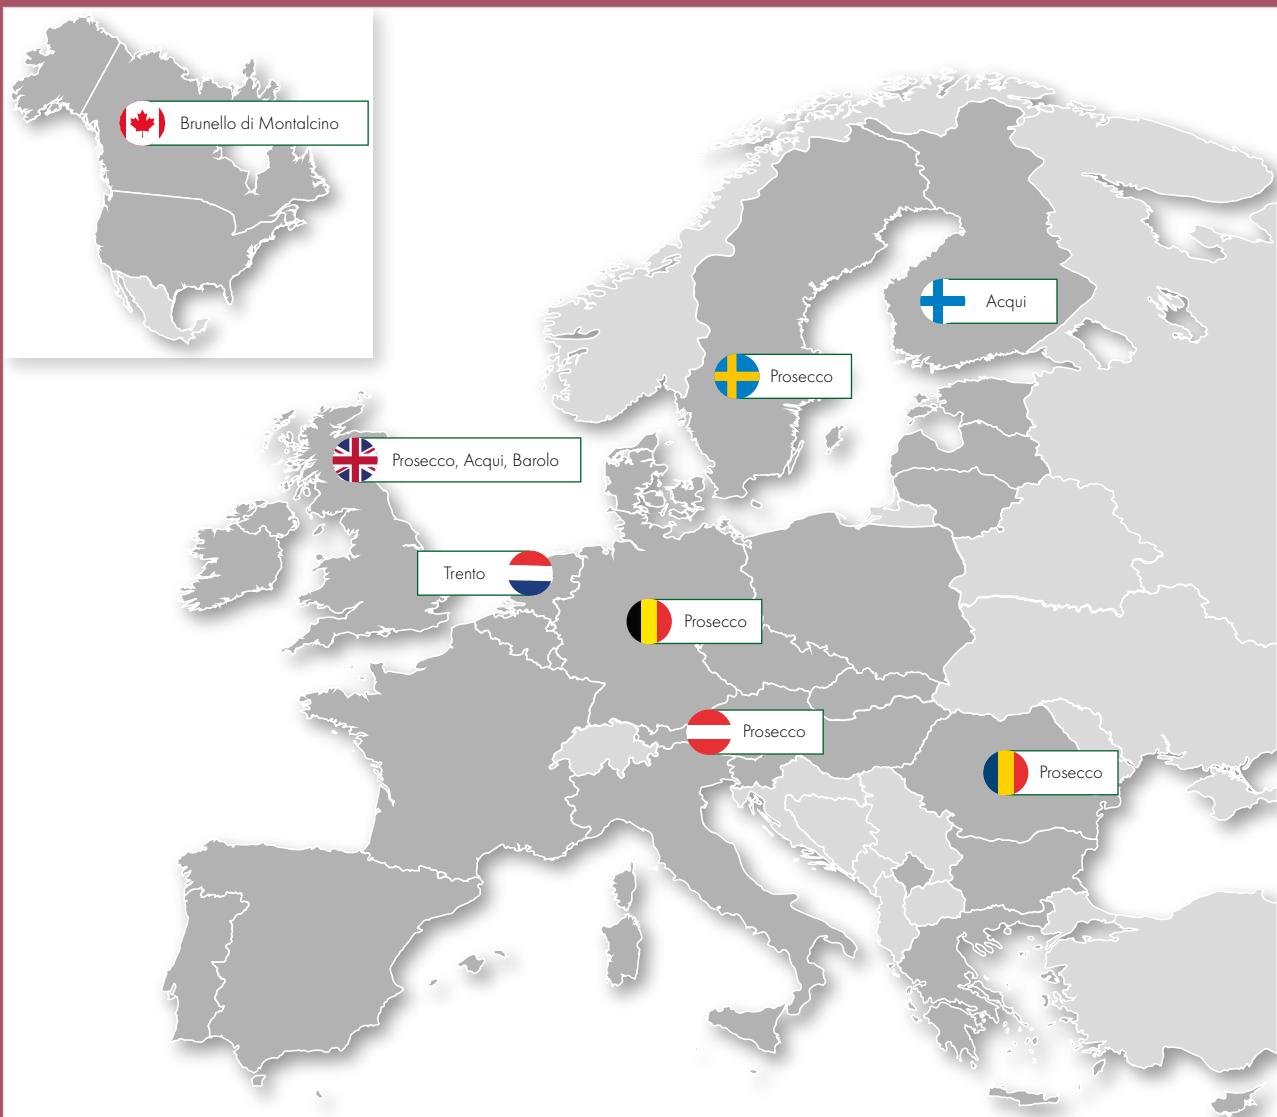 Brunello di Montalcino
Acqui
Prosecco
Prosecco, Acqui, Barolo
Trento
Prosecco
Prosecco
Prosecco